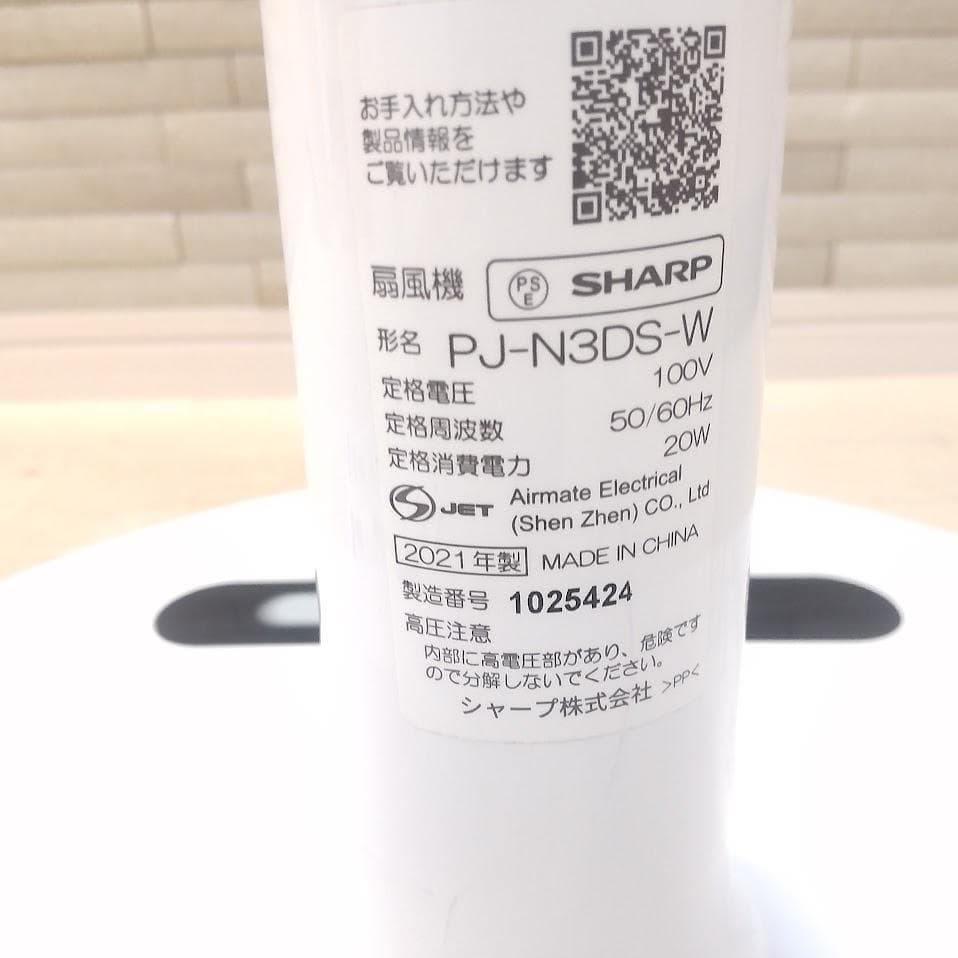 お手入れ方法や
製品情報を
ご覧いただけます
扇風機 PSE SHARP
形名 PJ-N3DS-W
定格電圧 100V
定格周波数 50/60Hz
定格消費電力 20W
JET Airmate Electrical
(Shen Zhen) CO., Ltd
2021年製 MADE IN CHINA
製造番号 1025424
高圧注意
内部に高電圧部があり、危険です
ので分解しないでください。
シャープ株式会社 >PP<